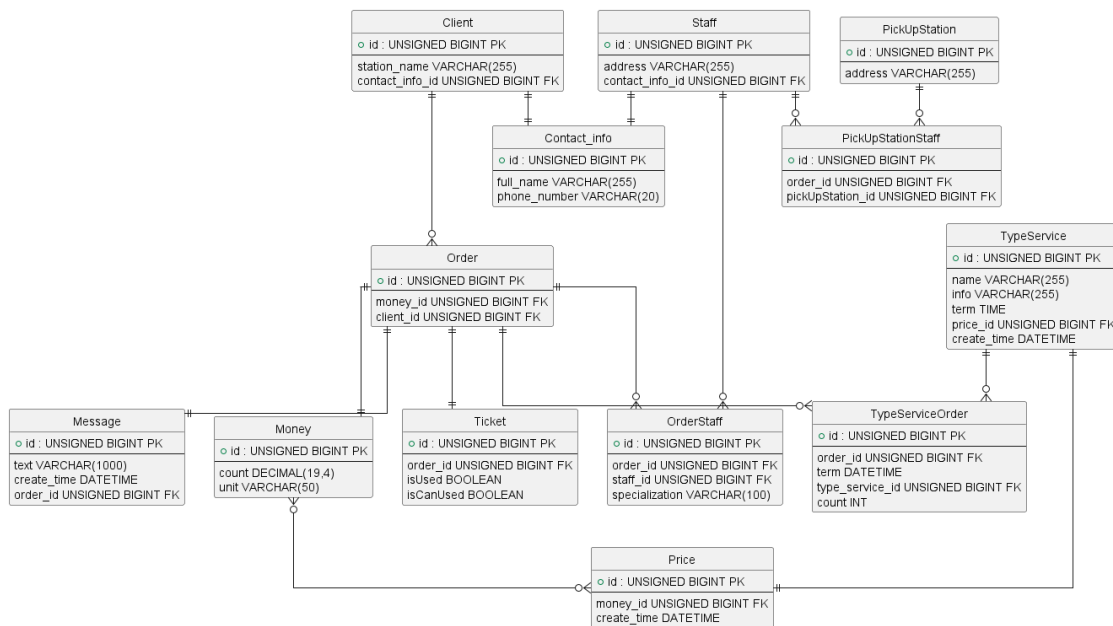 Client
id : UNSIGNED BIGINT PK
station_name VARCHAR(255)
contact_info_id UNSIGNED BIGINT FK
Staff
id : UNSIGNED BIGINT PK
address VARCHAR(255)
contact_info_id UNSIGNED BIGINT FK
PickUpStation
id : UNSIGNED BIGINT PK
address VARCHAR(255)
Contact_info
id : UNSIGNED BIGINT PK
full_name VARCHAR(255)
phone_number VARCHAR(20)
PickUpStationStaff
id : UNSIGNED BIGINT PK
order_id UNSIGNED BIGINT FK
pickUpStation_id UNSIGNED BIGINT FK
Order
id : UNSIGNED BIGINT PK
money_id UNSIGNED BIGINT FK
client_id UNSIGNED BIGINT FK
TypeService
id : UNSIGNED BIGINT PK
name VARCHAR(255)
info VARCHAR(255)
term TIME
price_id UNSIGNED BIGINT FK
create_time DATETIME
Message
id : UNSIGNED BIGINT PK
text VARCHAR(1000)
create_time DATETIME
order_id UNSIGNED BIGINT FK
Money
id : UNSIGNED BIGINT PK
count DECIMAL(19,4)
unit VARCHAR(50)
Ticket
id : UNSIGNED BIGINT PK
order_id UNSIGNED BIGINT FK
isUsed BOOLEAN
isCanUsed BOOLEAN
OrderStaff
id : UNSIGNED BIGINT PK
order_id UNSIGNED BIGINT FK
staff_id UNSIGNED BIGINT FK
specialization VARCHAR(100)
TypeServiceOrder
id : UNSIGNED BIGINT PK
order_id UNSIGNED BIGINT FK
term DATETIME
type_service_id UNSIGNED BIGINT FK
count INT
Price
id : UNSIGNED BIGINT PK
money_id UNSIGNED BIGINT FK
create_time DATETIME